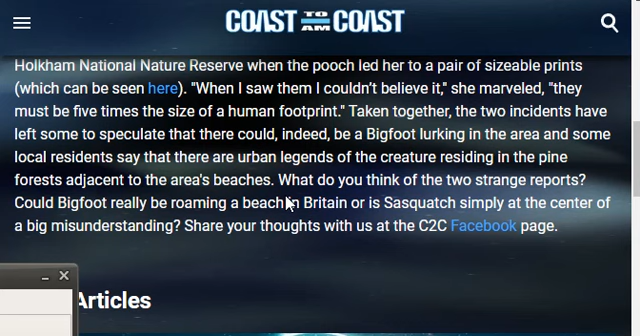 COAST TO AM COAST
Holkham National Nature Reserve when the pooch led her to a pair of sizeable prints
(which can be seen here). "When I saw them I couldn't believe it," she marveled, "they
must be five times the size of a human footprint." Taken together, the two incidents have
left some to speculate that there could, indeed, be a Bigfoot lurking in the area and some
local residents say that there are urban legends of the creature residing in the pine
forests adjacent to the area's beaches. What do you think of the two strange reports?
Could Bigfoot really be roaming a beach in Britain or is Sasquatch simply at the center of
a big misunderstanding? Share your thoughts with us at the C2C Facebook page.
Articles